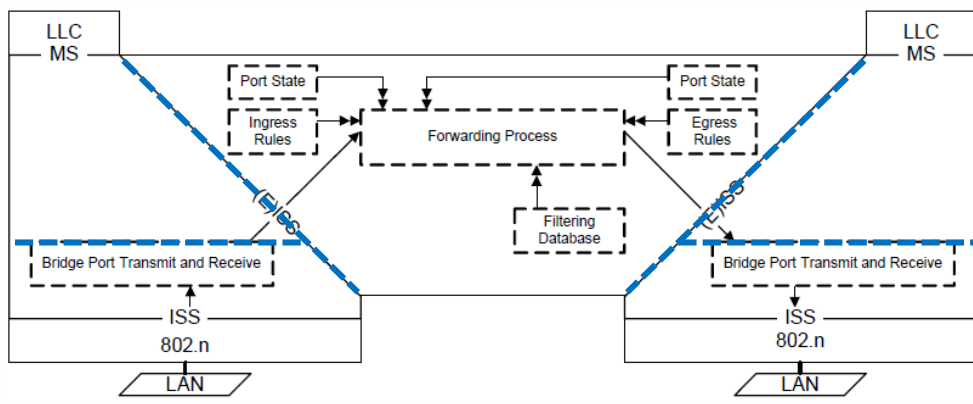 LLC
MS
LLC
MS
Port State
Port State
Ingress
Rules
Forwarding Process
Egress
Rules
(E)ISS
(E)ISS
Filtering
Database
Bridge Port Transmit and Receive
Bridge Port Transmit and Receive
ISS
ISS
802.n
802.n
LAN
LAN